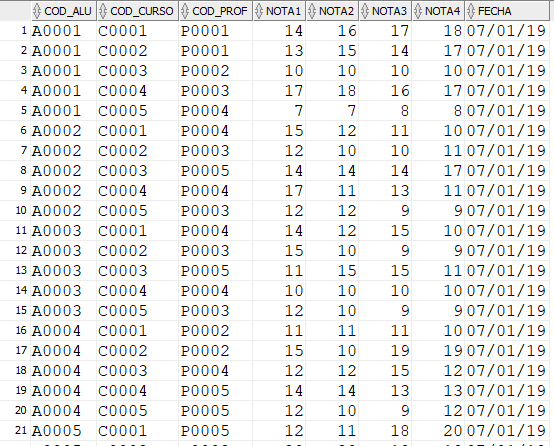 COD_ALU COD_CURSO COD_PROF NOTA1 NOTA2 NOTA3 NOTA4 FECHA
1 A0001 C0001 P0001 14 16 17 18 07/01/19
2 A0001 C0002 P0001 13 15 14 17 07/01/19
3 A0001 C0003 P0002 10 10 10 10 07/01/19
4 A0001 C0004 P0003 17 18 16 17 07/01/19
5 A0001 C0005 P0004 7 7 8 8 07/01/19
6 A0002 C0001 P0004 15 12 11 10 07/01/19
7 A0002 C0002 P0003 12 10 10 11 07/01/19
8 A0002 C0003 P0005 14 14 14 17 07/01/19
9 A0002 C0004 P0004 17 11 13 11 07/01/19
10 A0002 C0005 P0003 12 12 9 9 07/01/19
11 A0003 C0001 P0004 14 12 15 10 07/01/19
12 A0003 C0002 P0003 15 10 9 9 07/01/19
13 A0003 C0003 P0005 11 15 15 11 07/01/19
14 A0003 C0004 P0004 10 10 10 10 07/01/19
15 A0003 C0005 P0003 12 10 9 9 07/01/19
16 A0004 C0001 P0002 11 11 11 10 07/01/19
17 A0004 C0002 P0002 15 10 19 19 07/01/19
18 A0004 C0003 P0004 12 12 15 12 07/01/19
19 A0004 C0004 P0005 14 14 13 13 07/01/19
20 A0004 C0005 P0005 12 10 9 12 07/01/19
21 A0005 C0001 P0005 12 11 18 20 07/01/19